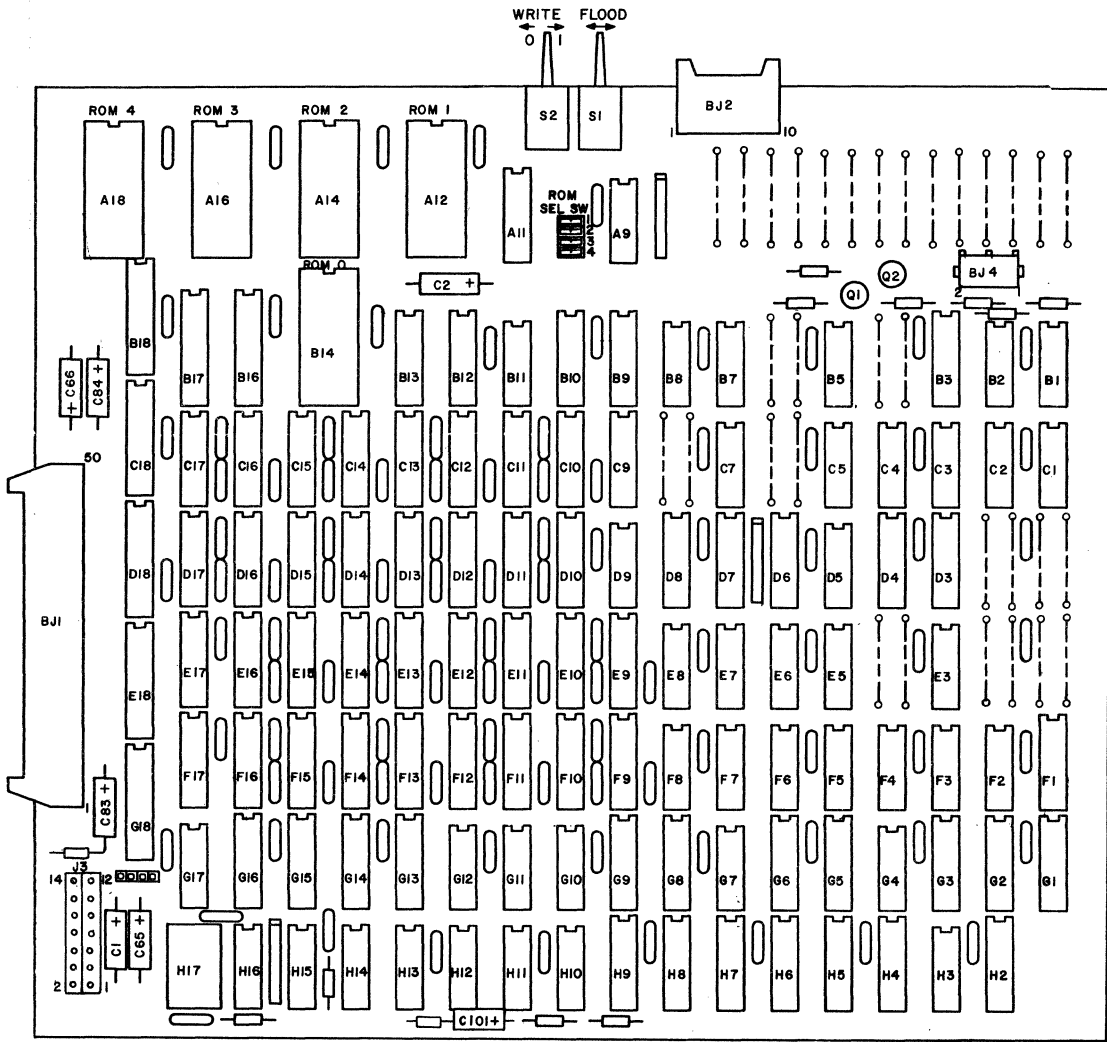 WRITE FLOOD
0 1
S2 S1 BJ2
1 10
ROM 4 ROM 3 ROM 2 ROM 1
A18 A16 A14 A12 A11 A9
ROM
SEL SW
1
2
3
4
ROM 0
C2 +
Q1 Q2
BJ4
2 1
B18 B17 B16 B14 B13 B12 B11 B10 B9 B8 B7 B5 B3 B2 B1
+ C66 C84 +
50
C18 C17 C16 C15 C14 C13 C12 C11 C10 C9 C7 C5 C4 C3 C2 C1
D18 D17 D16 D15 D14 D13 D12 D11 D10 D9 D8 D7 D6 D5 D4 D3
BJ1
E18 E17 E16 E15 E14 E13 E12 E11 E10 E9 E8 E7 E6 E5 E3
F17 F16 F15 F14 F13 F12 F11 F10 F9 F8 F7 F6 F5 F4 F3 F2 F1
1
C83 +
G18 G17 G16 G15 G14 G13 G12 G11 G10 G9 G8 G7 G6 G5 G4 G3 G2 G1
J3
14 12
C1 + C65 +
2 1
H17 H16 H15 H14 H13 H12 H11 H10 H9 H8 H7 H6 H5 H4 H3 H2
C101 +